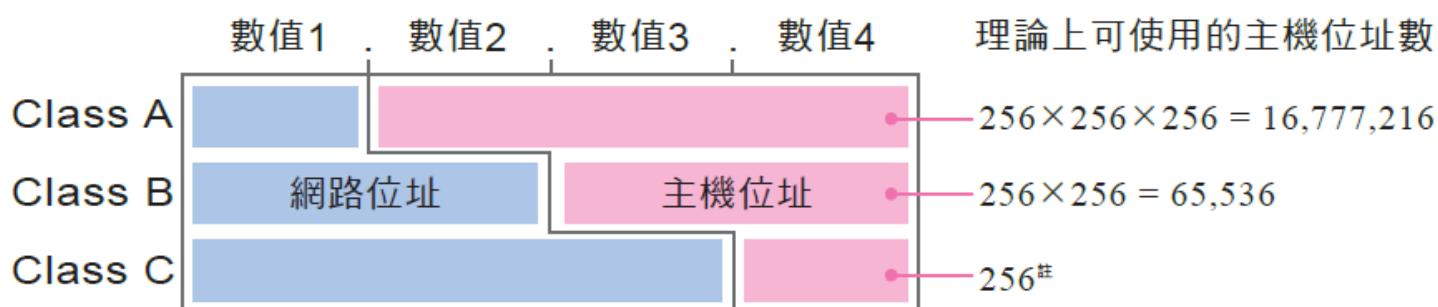 數值1 . 數值2 . 數值3 . 數值4 理論上可使用的主機位址數
Class A 256×256×256 = 16,777,216
Class B 網路位址 主機位址 256×256 = 65,536
Class C 256註